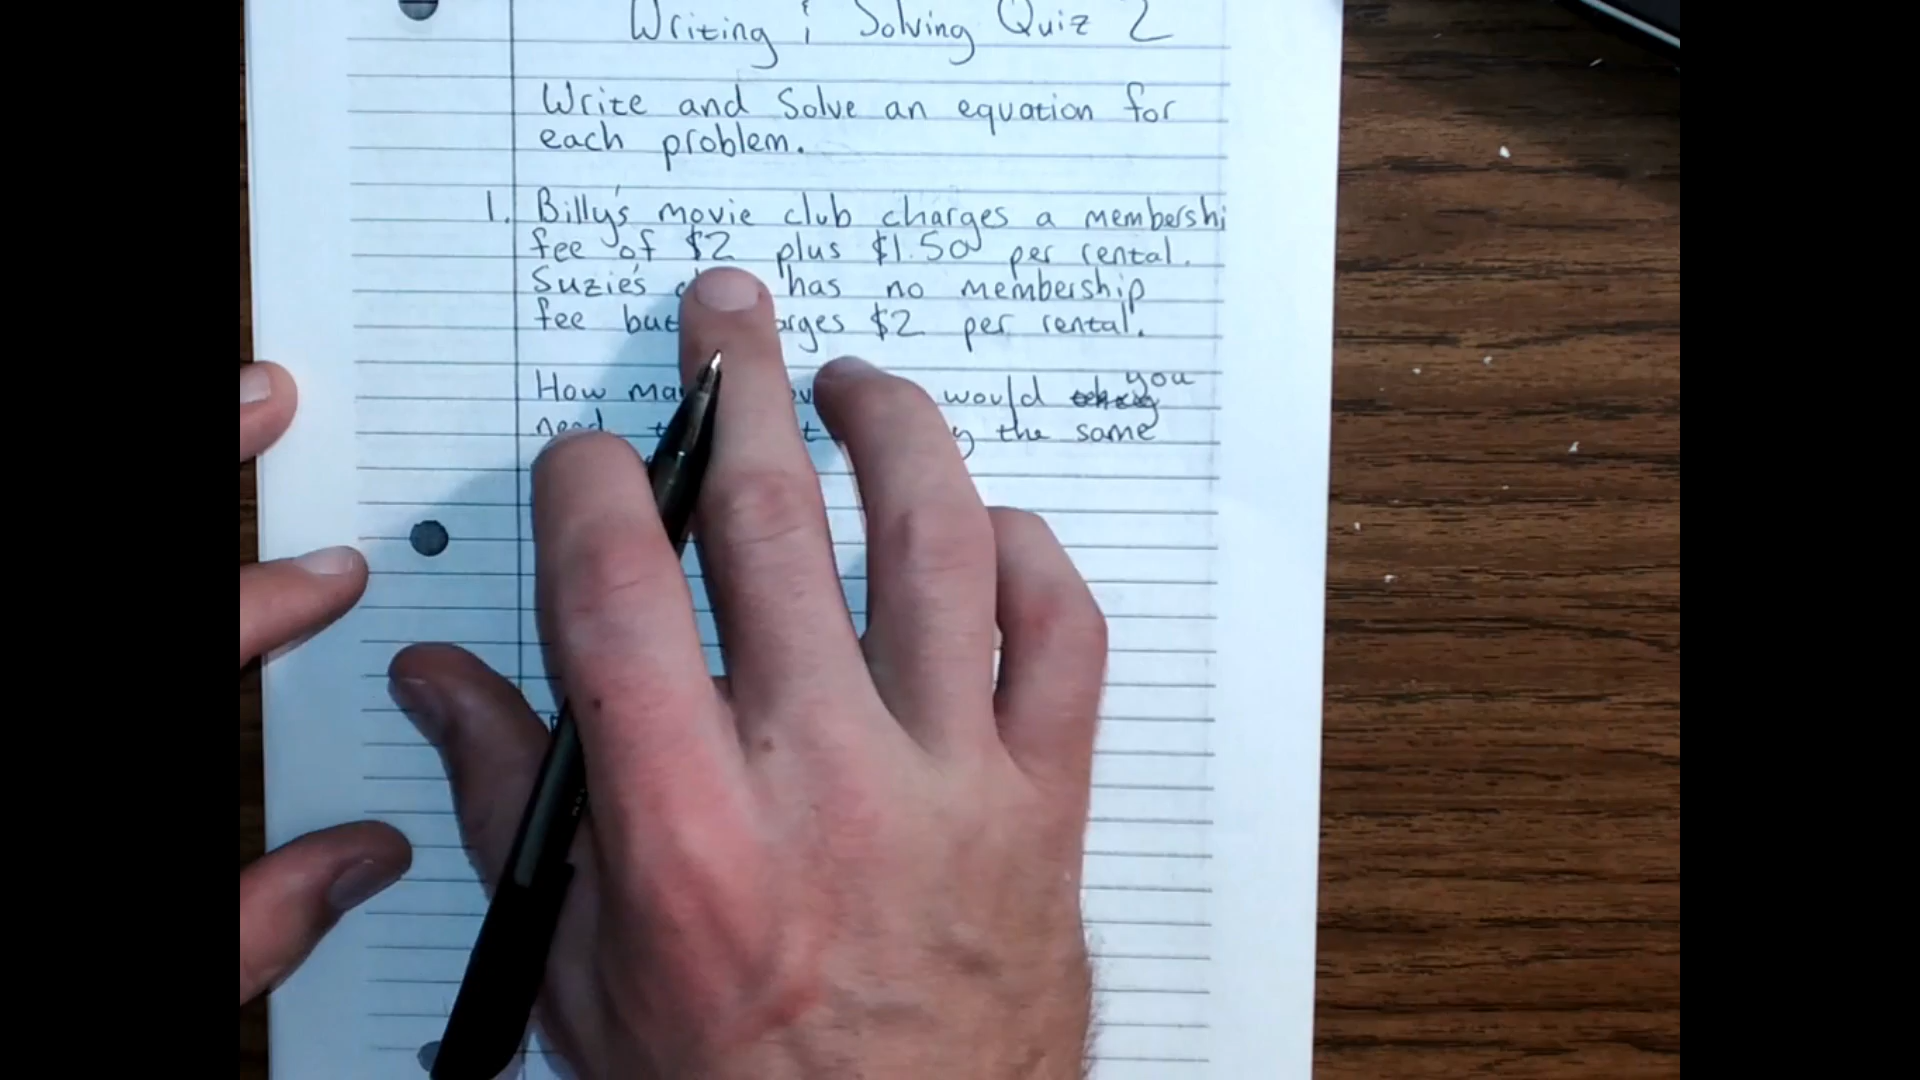 Writing & Solving Quiz 2
Write and Solve an equation for
each problem.
1. Billy's movie club charges a membershi
fee of $2 plus $1.50 per rental.
Suzie's has no membership
fee but $2 per rental.
How would you
need the same